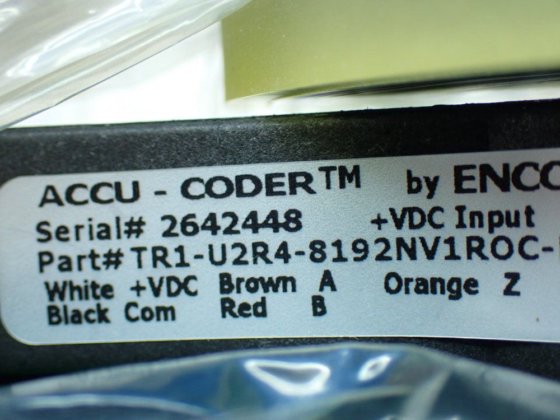 ACCU - CODER™ by ENCO
Serial# 2642448 +VDC Input
Part# TR1-U2R4-8192NV1ROC-
White +VDC Brown A Orange Z
Black Com Red B